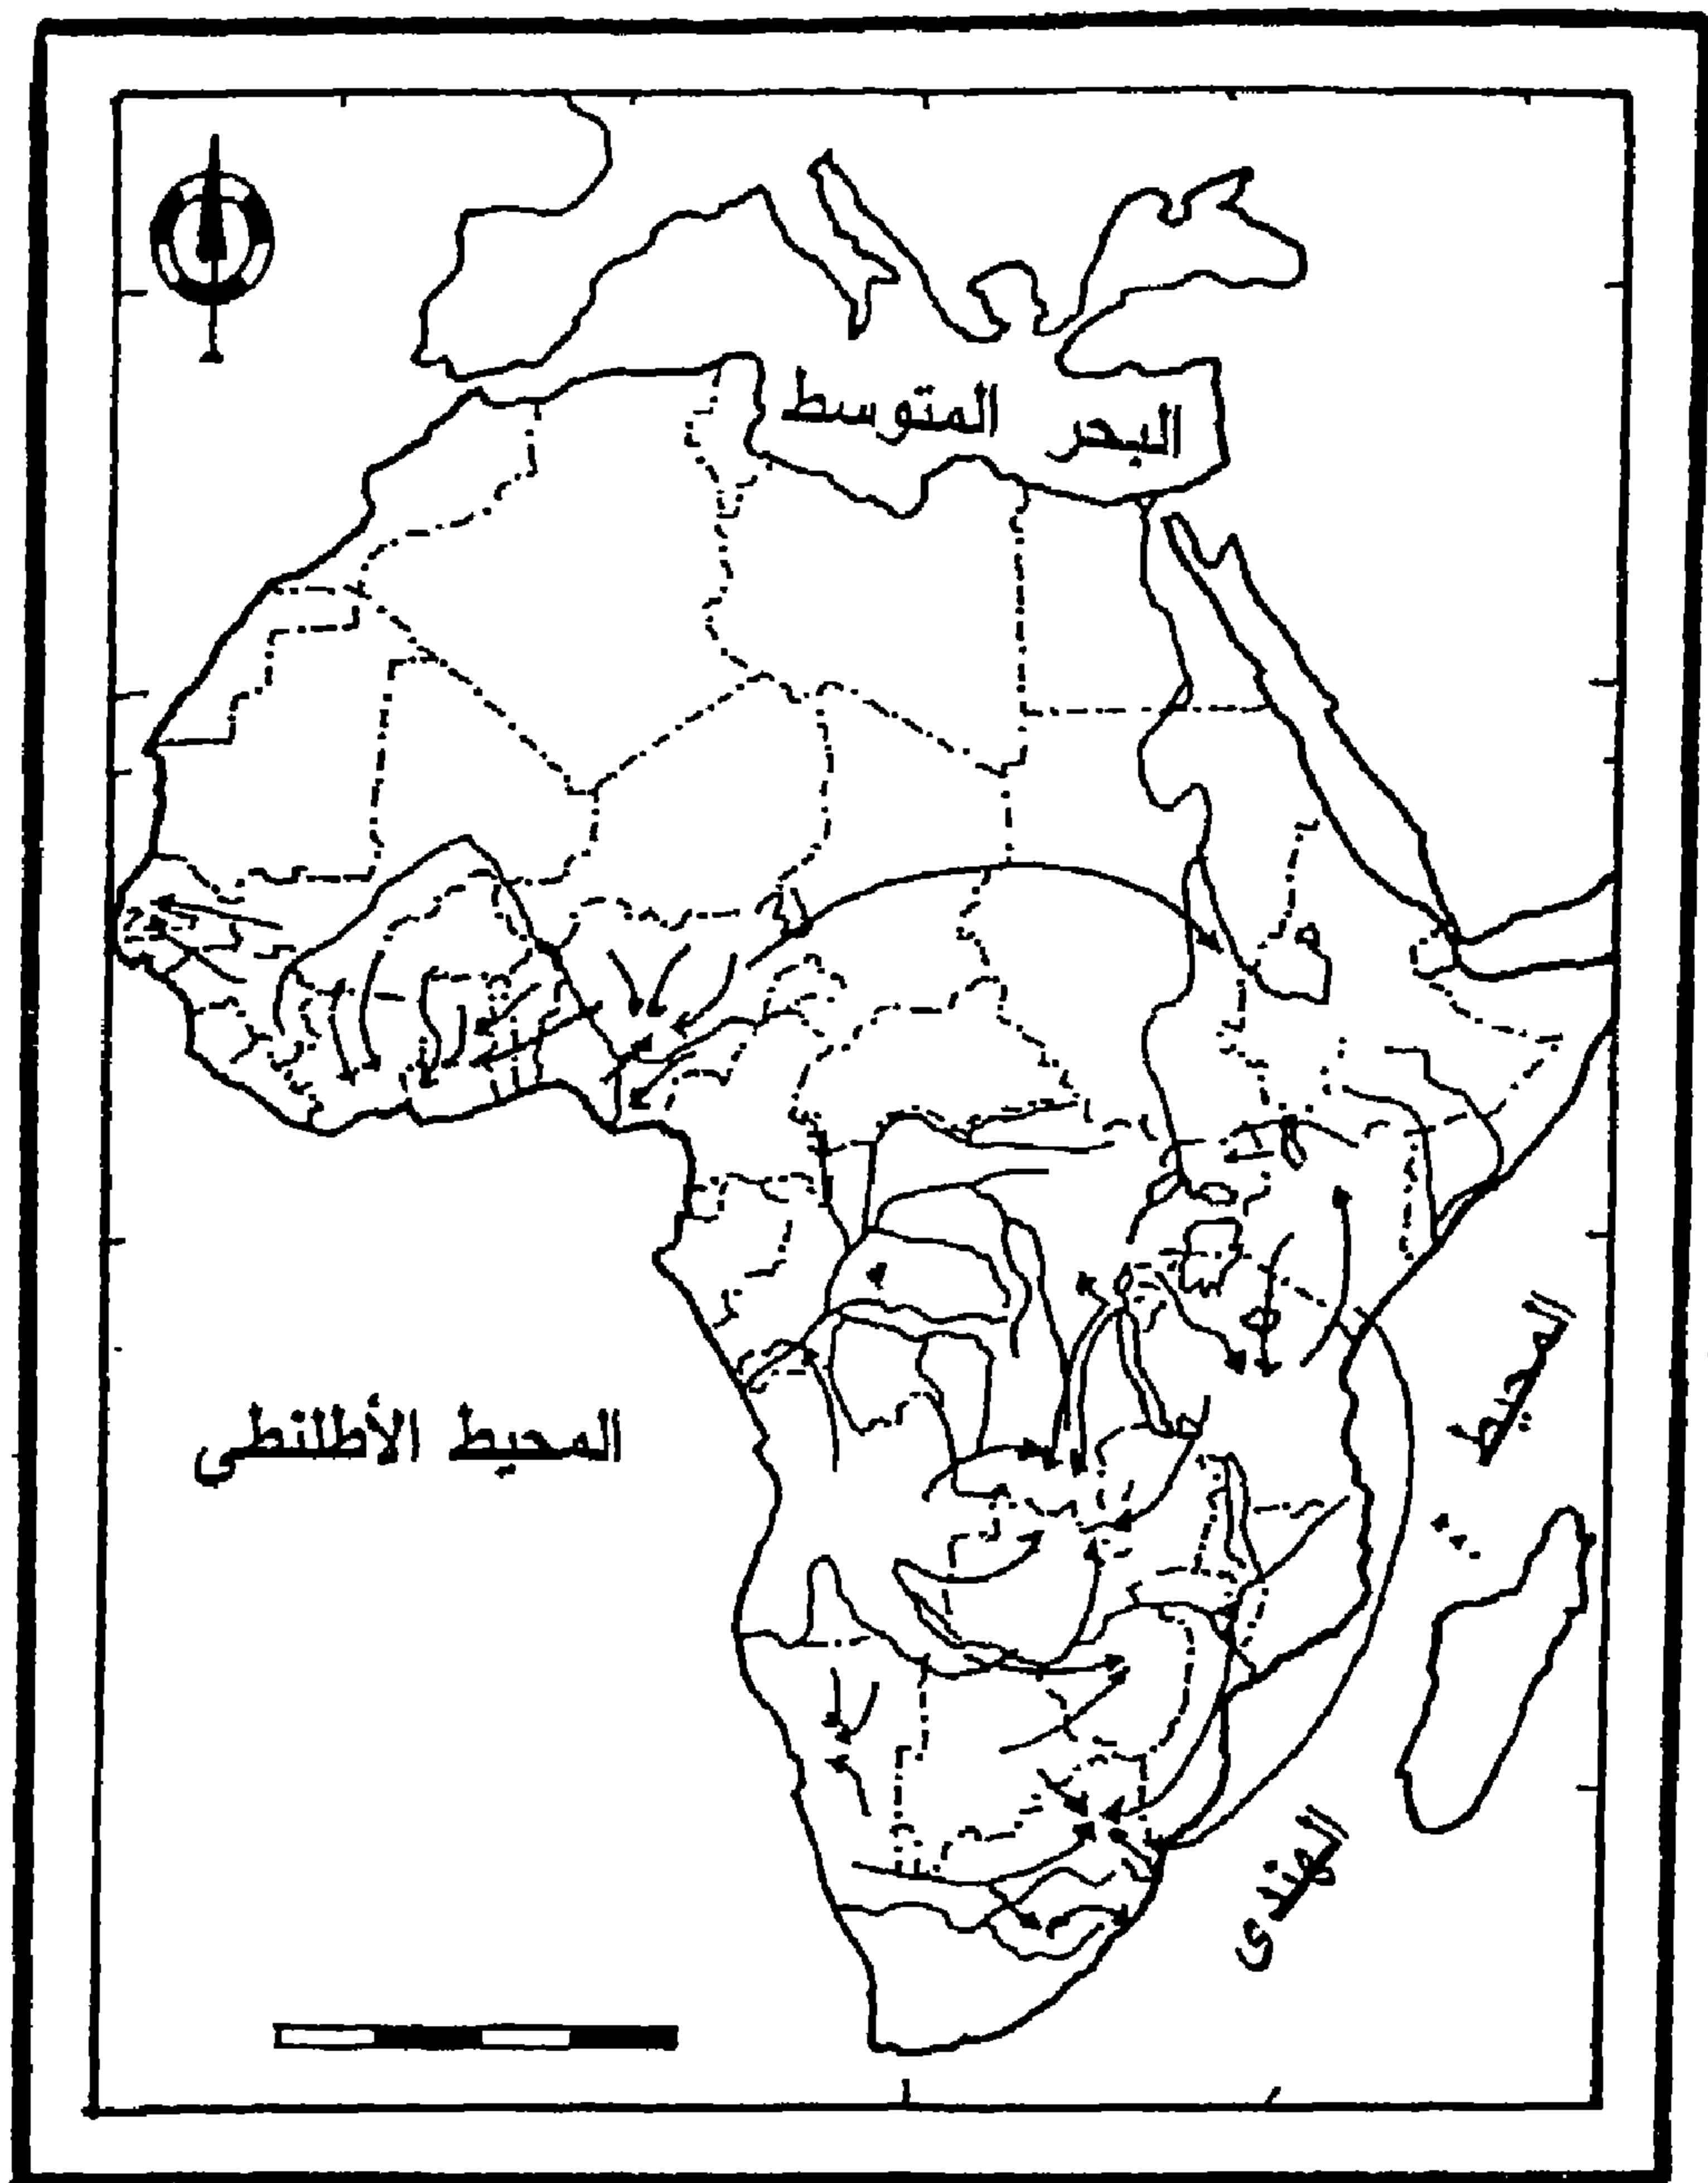 البحر المتوسط
المحيط الأطلنطى
المحيط
الهندى